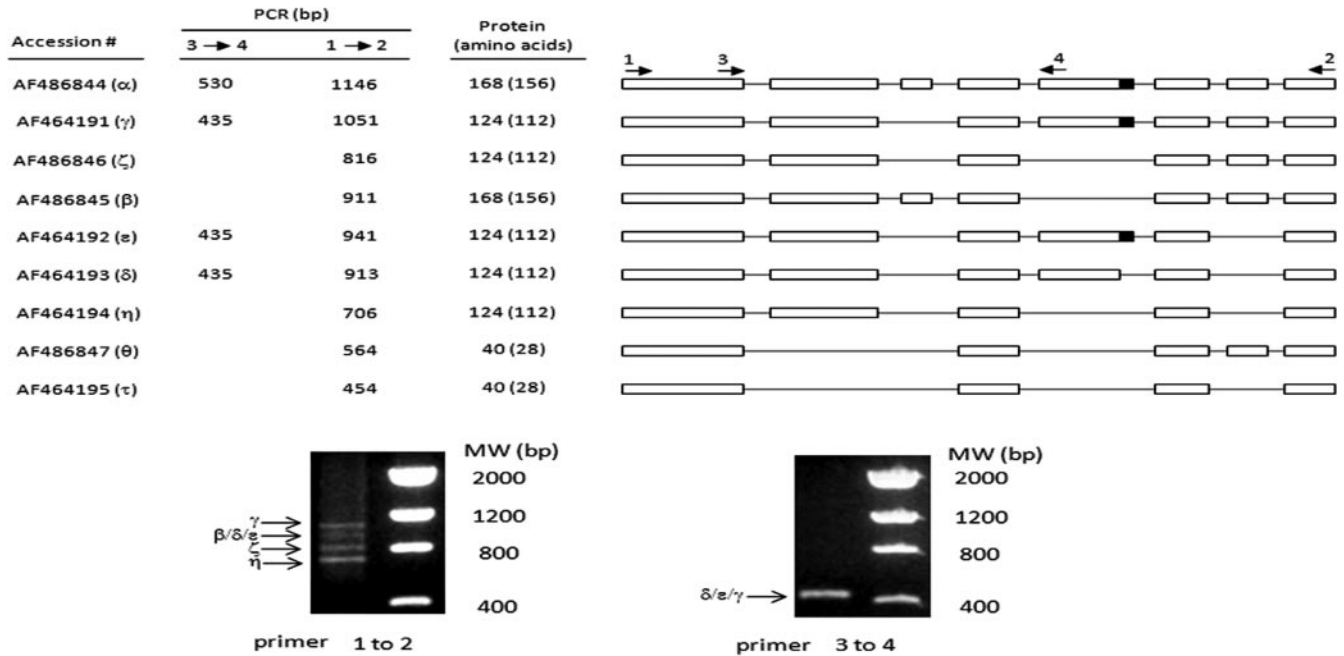 PCR (bp)
Accession # 3 → 4 1 → 2 Protein (amino acids)
AF486844 (α) 530 1146 168 (156)
AF464191 (γ) 435 1051 124 (112)
AF486846 (ζ) 816 124 (112)
AF486845 (β) 911 168 (156)
AF464192 (ε) 435 941 124 (112)
AF464193 (δ) 435 913 124 (112)
AF464194 (η) 706 124 (112)
AF486847 (θ) 564 40 (28)
AF464195 (τ) 454 40 (28)
1 3 4 2
MW (bp)
2000
1200
800
400
γ
β/δ/ε
ζ
η
primer 1 to 2
MW (bp)
2000
1200
800
400
δ/ε/γ
primer 3 to 4